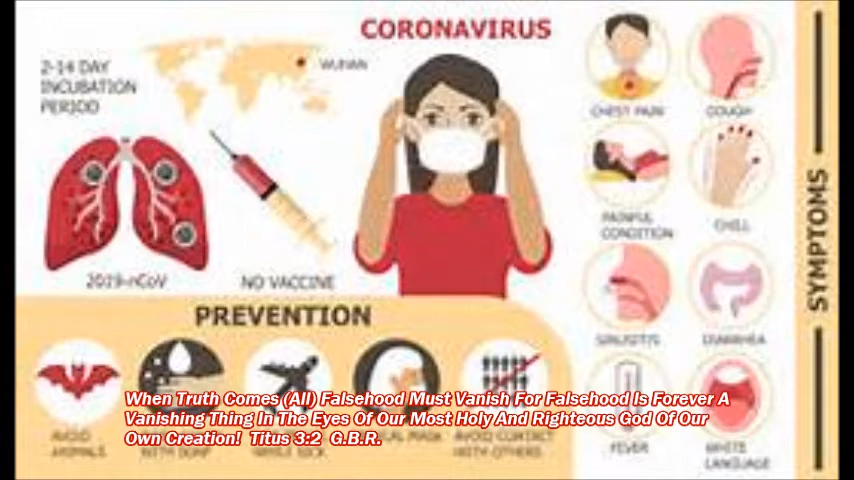 CORONAVIRUS
2-14 DAY
INCUBATION
PERIOD
WUHAN
2019-nCoV
NO VACCINE
PREVENTION
CHEST PAIN
COUGH
PAINFUL
CONDITION
CHILL
SINUSITIS
DIARRHEA
FEVER
WHITE
LANGUAGE
SYMPTOMS
When Truth Comes (All) Falsehood Must Vanish For Falsehood Is Forever A
Vanishing Thing In The Eyes Of Our Most Holy And Righteous God Of Our
Own Creation! Titus 3:2 G.B.R.
AVOID
ANIMALS
WITH SOAP
WHILE SICK
MASK
AVOID CONTACT
WITH OTHERS